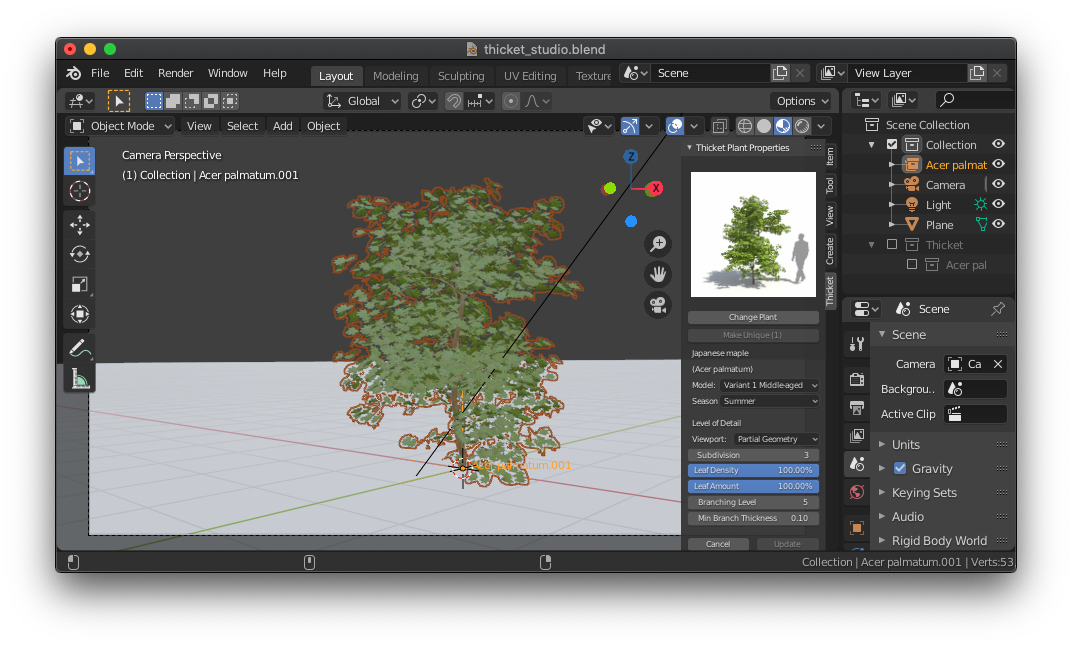 thicket_studio.blend
File Edit Render Window Help Layout Modeling Sculpting UV Editing Texture Scene View Layer
Global Options
Object Mode View Select Add Object
Camera Perspective
(1) Collection | Acer palmatum.001
Z
X
Thicket Plant Properties
Change Plant
Make Unique (1)
Japanese maple
(Acer palmatum)
Model: Variant 1 Middle-aged
Season Summer
Level of Detail
Viewport: Partial Geometry
Subdivision 3
Leaf Density 100.00%
Leaf Amount 100.00%
Branching Level 5
Min Branch Thickness 0.10
Cancel Update
Item
Tool
View
Create
Thicket
Scene Collection
Collection
Acer palmat
Camera
Light
Plane
Thicket
Acer pal
Scene
Scene
Camera Ca
Backgrou..
Active Clip
Units
Gravity
Keying Sets
Audio
Rigid Body World
Collection | Acer palmatum.001 | Verts:53